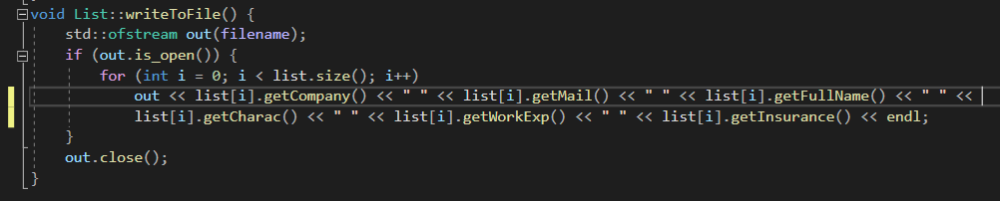 void List::writeToFile() {
    std::ofstream out(filename);
    if (out.is_open()) {
        for (int i = 0; i < list.size(); i++)
            out << list[i].getCompany() << " " << list[i].getMail() << " " << list[i].getFullName() << " " <<
            list[i].getCharac() << " " << list[i].getWorkExp() << " " << list[i].getInsurance() << endl;
    }
    out.close();
}